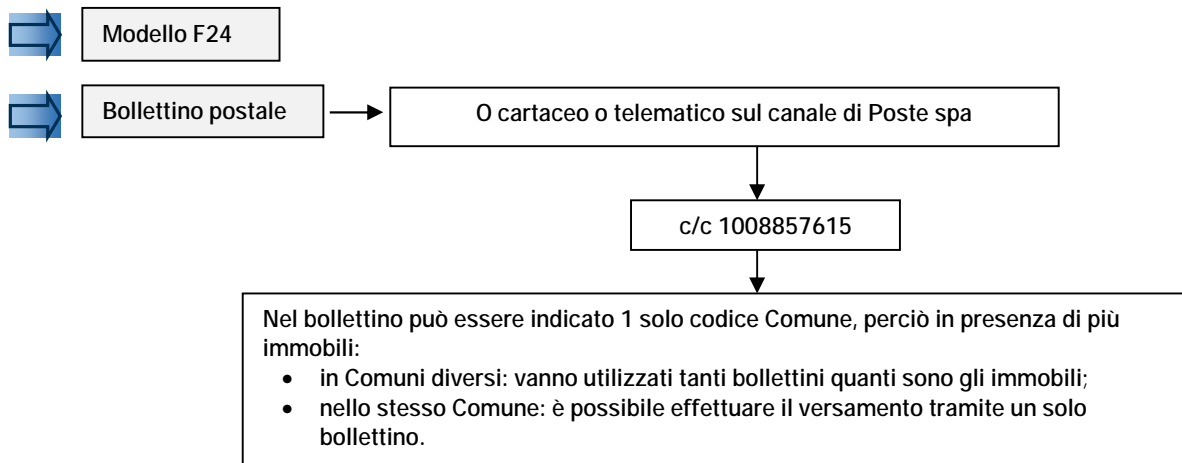 Modello F24
Bollettino postale
O cartaceo o telematico sul canale di Poste spa
c/c 1008857615
Nel bollettino può essere indicato 1 solo codice Comune, perciò in presenza di più
immobili:
• in Comuni diversi: vanno utilizzati tanti bollettini quanti sono gli immobili;
• nello stesso Comune: è possibile effettuare il versamento tramite un solo
bollettino.